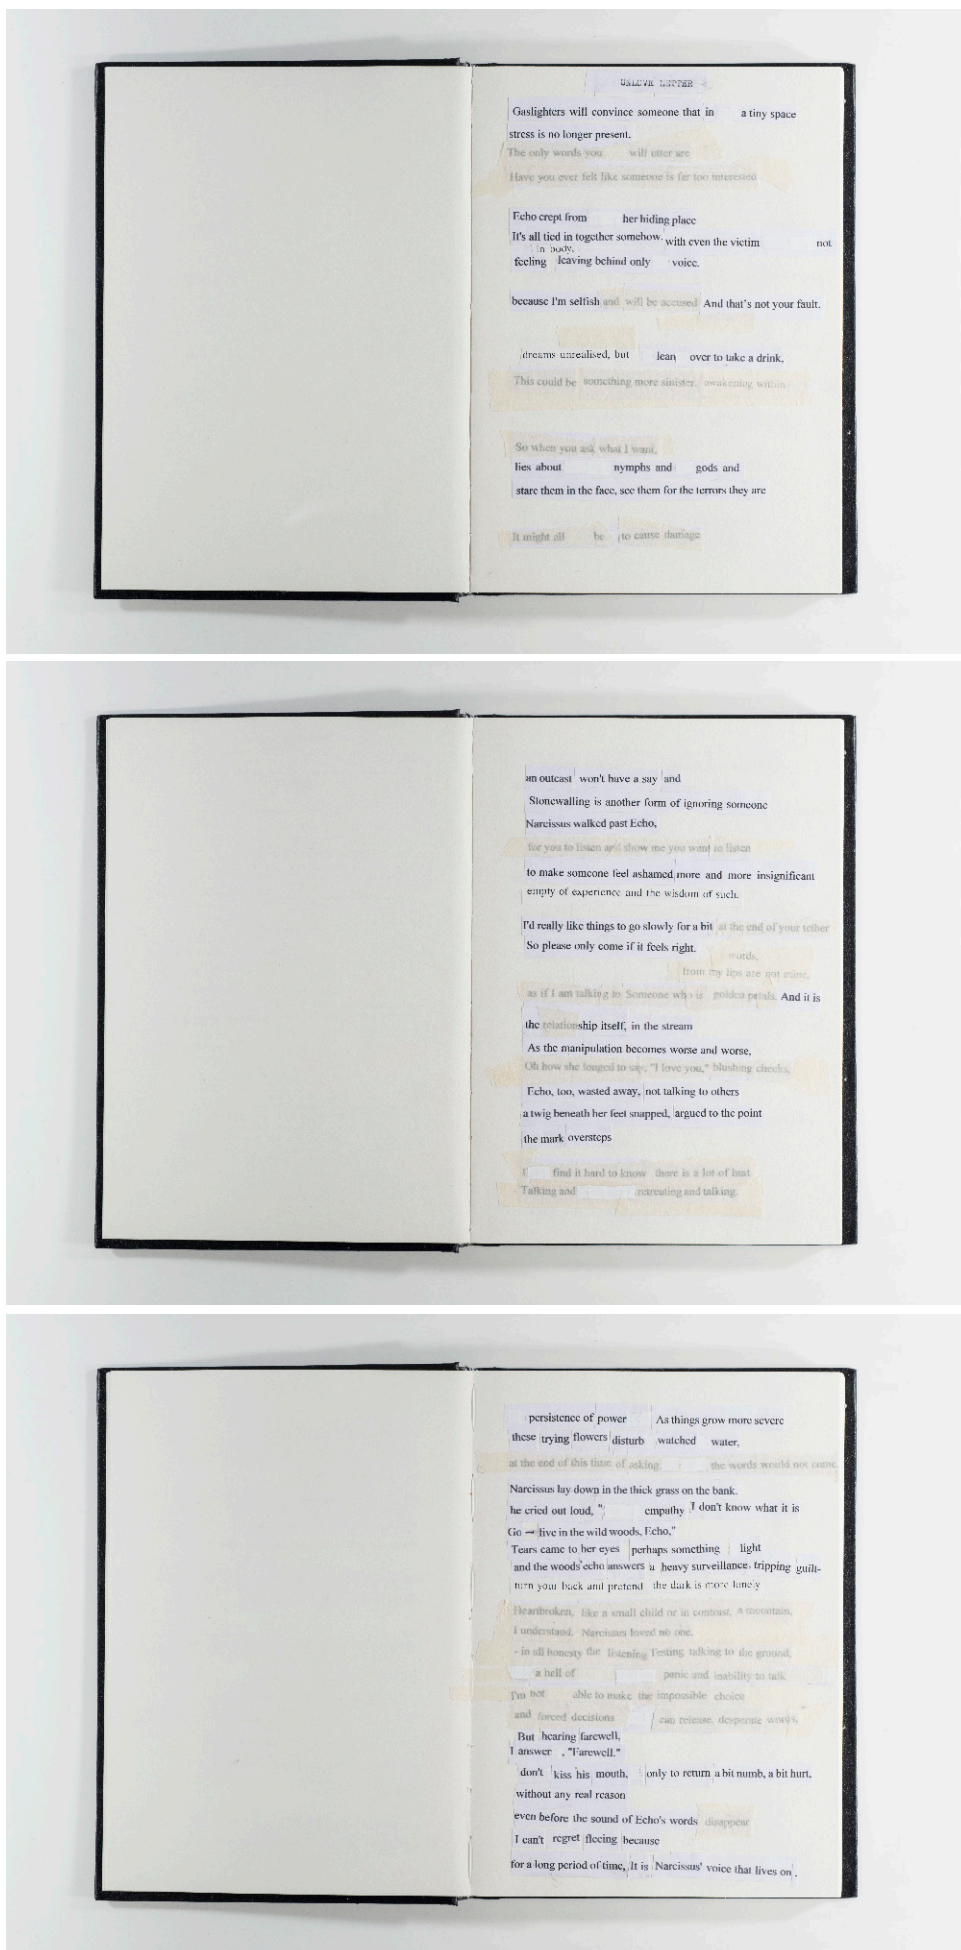 UNLOVE LETTER
Gaslighters will convince someone that in a tiny space
stress is no longer present.
The only words you will utter are
Have you ever felt like someone is far too interested
Echo crept from her hiding place
It's all tied in together somehow. with even the victim not
in body,
feeling leaving behind only voice.
because I'm selfish and will be accused And that's not your fault.
dreams unrealised, but lean over to take a drink.
This could be something more sinister. awakening within
So when you ask what I want,
lies about nymphs and gods and
stare them in the face, see them for the terrors they are
It might all be to cause damage
an outcast won't have a say and
Stonewalling is another form of ignoring someone
Narcissus walked past Echo,
for you to listen and show me you want to listen
to make someone feel ashamed more and more insignificant
empty of experience and the wisdom of such.
I'd really like things to go slowly for a bit at the end of your tether
So please only come if it feels right.
words,
from my lips are not mine,
as if I am talking to Someone who is golden petals. And it is
the relationship itself, in the stream
As the manipulation becomes worse and worse,
Oh how she longed to say, "I love you," blushing cheeks,
Echo, too, wasted away, not talking to others
a twig beneath her feet snapped, argued to the point
the mark oversteps
I find it hard to know there is a lot of hurt
Talking and retreating and talking.
persistence of power As things grow more severe
these trying flowers disturb watched water,
at the end of this time of asking. the words would not come.
Narcissus lay down in the thick grass on the bank.
he cried out loud, " empathy I don't know what it is
Go – live in the wild woods, Echo,"
Tears came to her eyes perhaps something light
and the woods' echo answers a heavy surveillance, tripping guilt-
turn your back and pretend the dark is more lonely
Heartbroken, like a small child or in contrast, a mountain,
I understand. Narcissus loved no one.
- in all honesty the listening Testing talking to the ground,
a hell of panic and inability to talk
I'm not able to make the impossible choice
and forced decisions can release, desperate words,
But hearing farewell,
I answer , "Farewell."
don't kiss his mouth, only to return a bit numb, a bit hurt,
without any real reason
even before the sound of Echo's words disappear
I can't regret fleeing because
for a long period of time, It is Narcissus' voice that lives on .